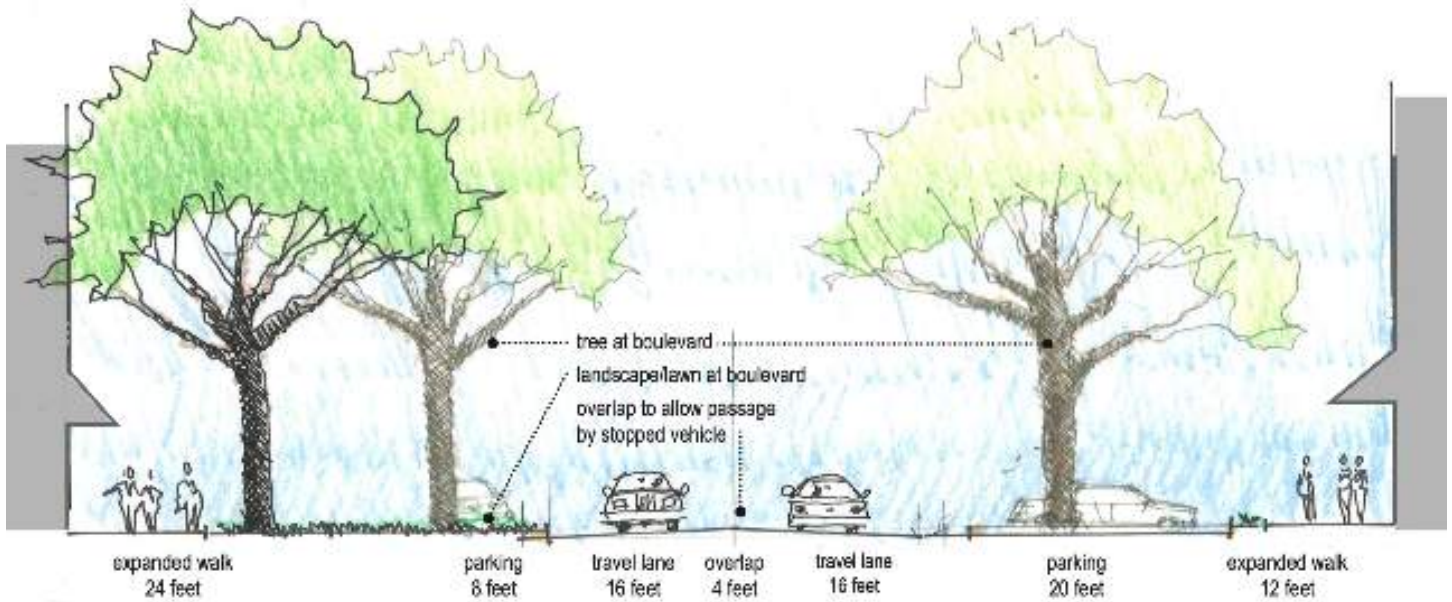 tree at boulevard
landscape/lawn at boulevard
overlap to allow passage
by stopped vehicle
expanded walk
24 feet
parking
8 feet
travel lane
16 feet
overlap
4 feet
travel lane
16 feet
parking
20 feet
expanded walk
12 feet